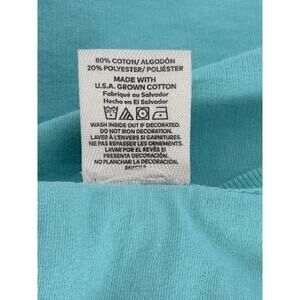 80% COTON/ ALGODÓN
20% POLYESTER/ POLIÉSTER
MADE WITH
U.S.A. GROWN COTTON
Fabriqué au Salvador
Hecho en El Salvador
WASH INSIDE OUT IF DECORATED.
DO NOT IRON DECORATION.
LAVER À L'ENVERS SI GARNITURES.
NE PAS REPASSER LES ORNEMENTS.
LAVAR POR EL REVÉS SI
PRESENTA DECORACIÓN.
NO PLANCHAR LA DECORACIÓN.